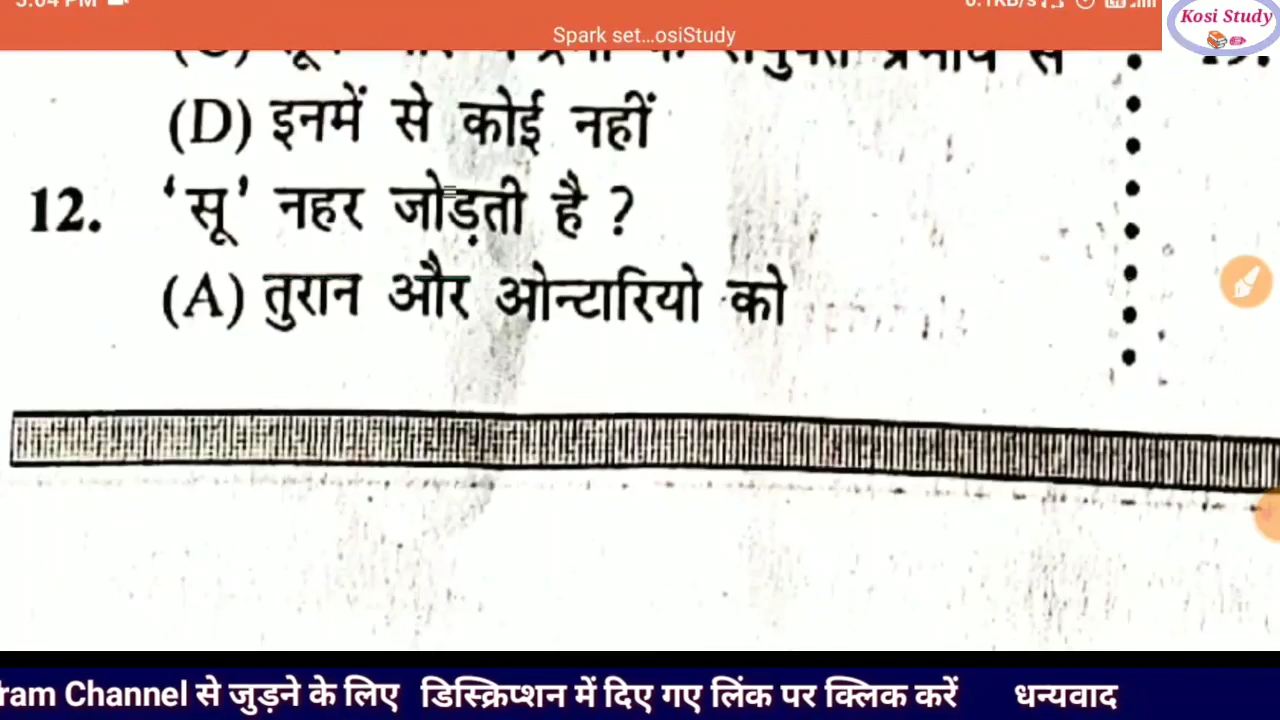 Kosi Study
Spark set...osiStudy
(D) इनमें से कोई नहीं
12. 'सू' नहर जोड़ती है ?
(A) तुरान और ओन्टारियो को
ram Channel से जुड़ने के लिए डिस्क्रिप्शन में दिए गए लिंक पर क्लिक करें धन्यवाद